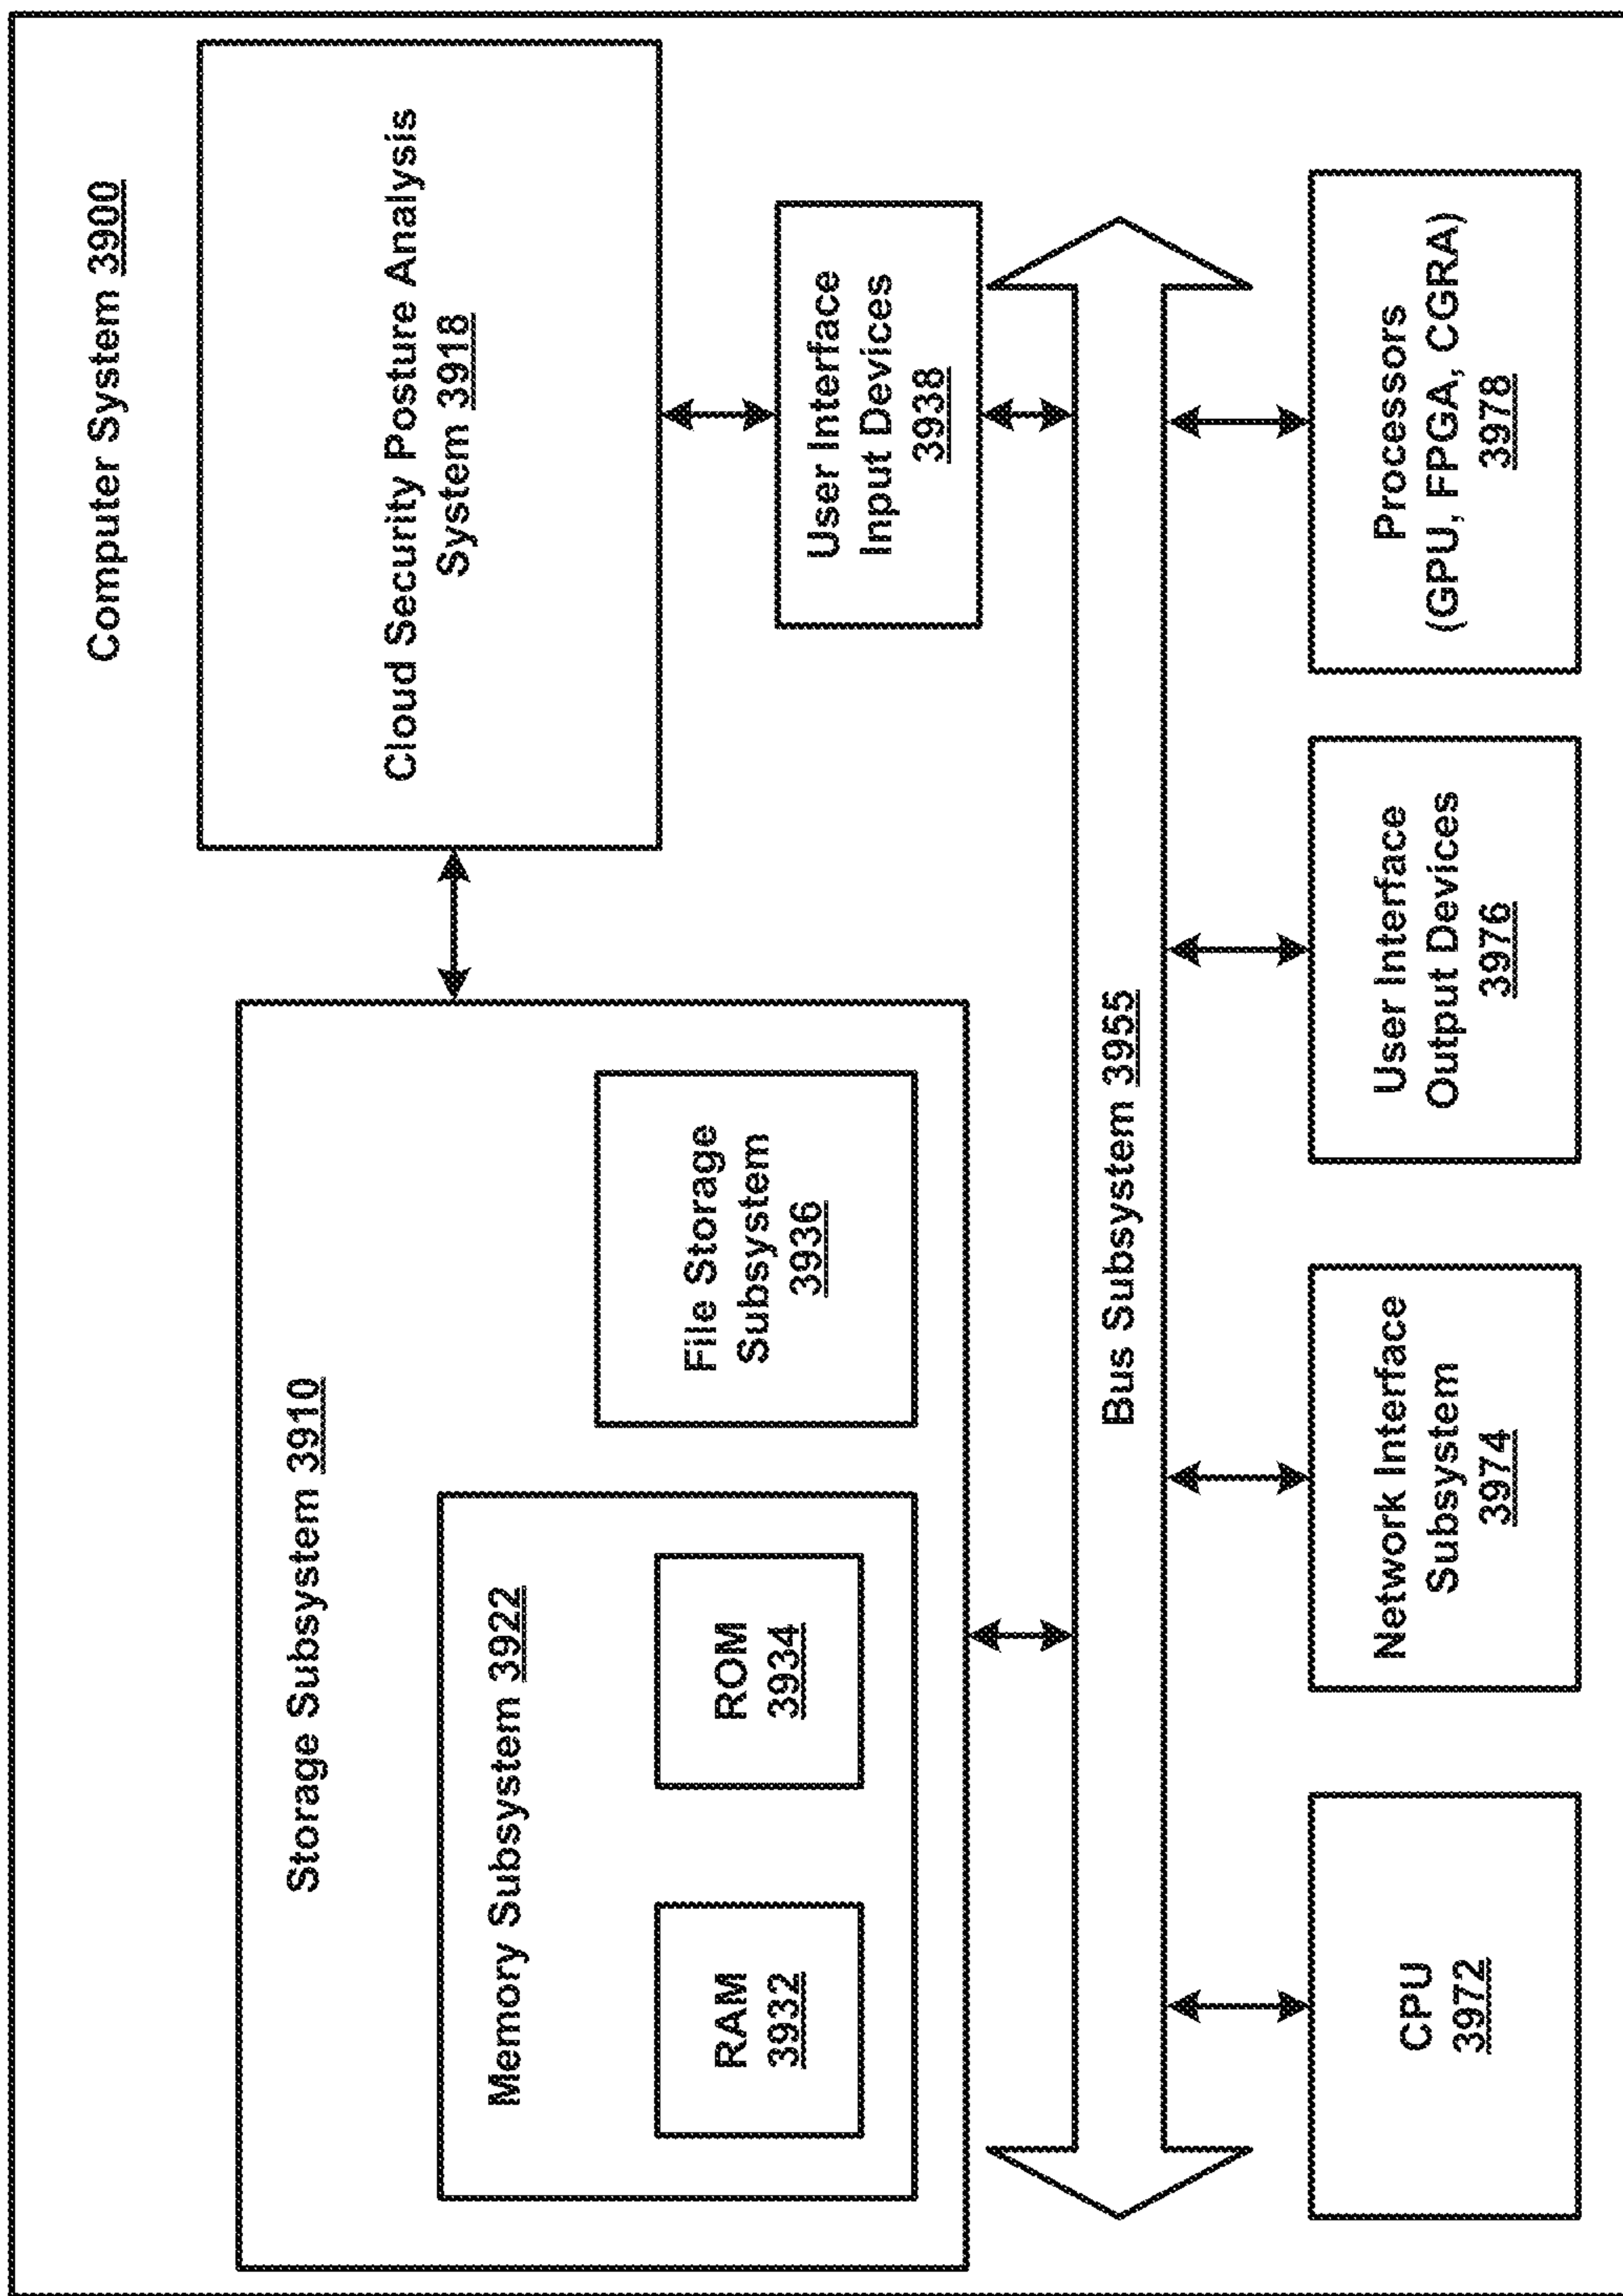 Computer System 3900
Storage Subsystem 3910
Cloud Security Posture Analysis
System 3918
Memory Subsystem 3922
RAM
3932
ROM
3934
File Storage
Subsystem
3936
User Interface
Input Devices
3938
Bus Subsystem 3955
CPU
3972
Network Interface
Subsystem
3974
User Interface
Output Devices
3976
Processors
(GPU, FPGA, CGRA)
3978